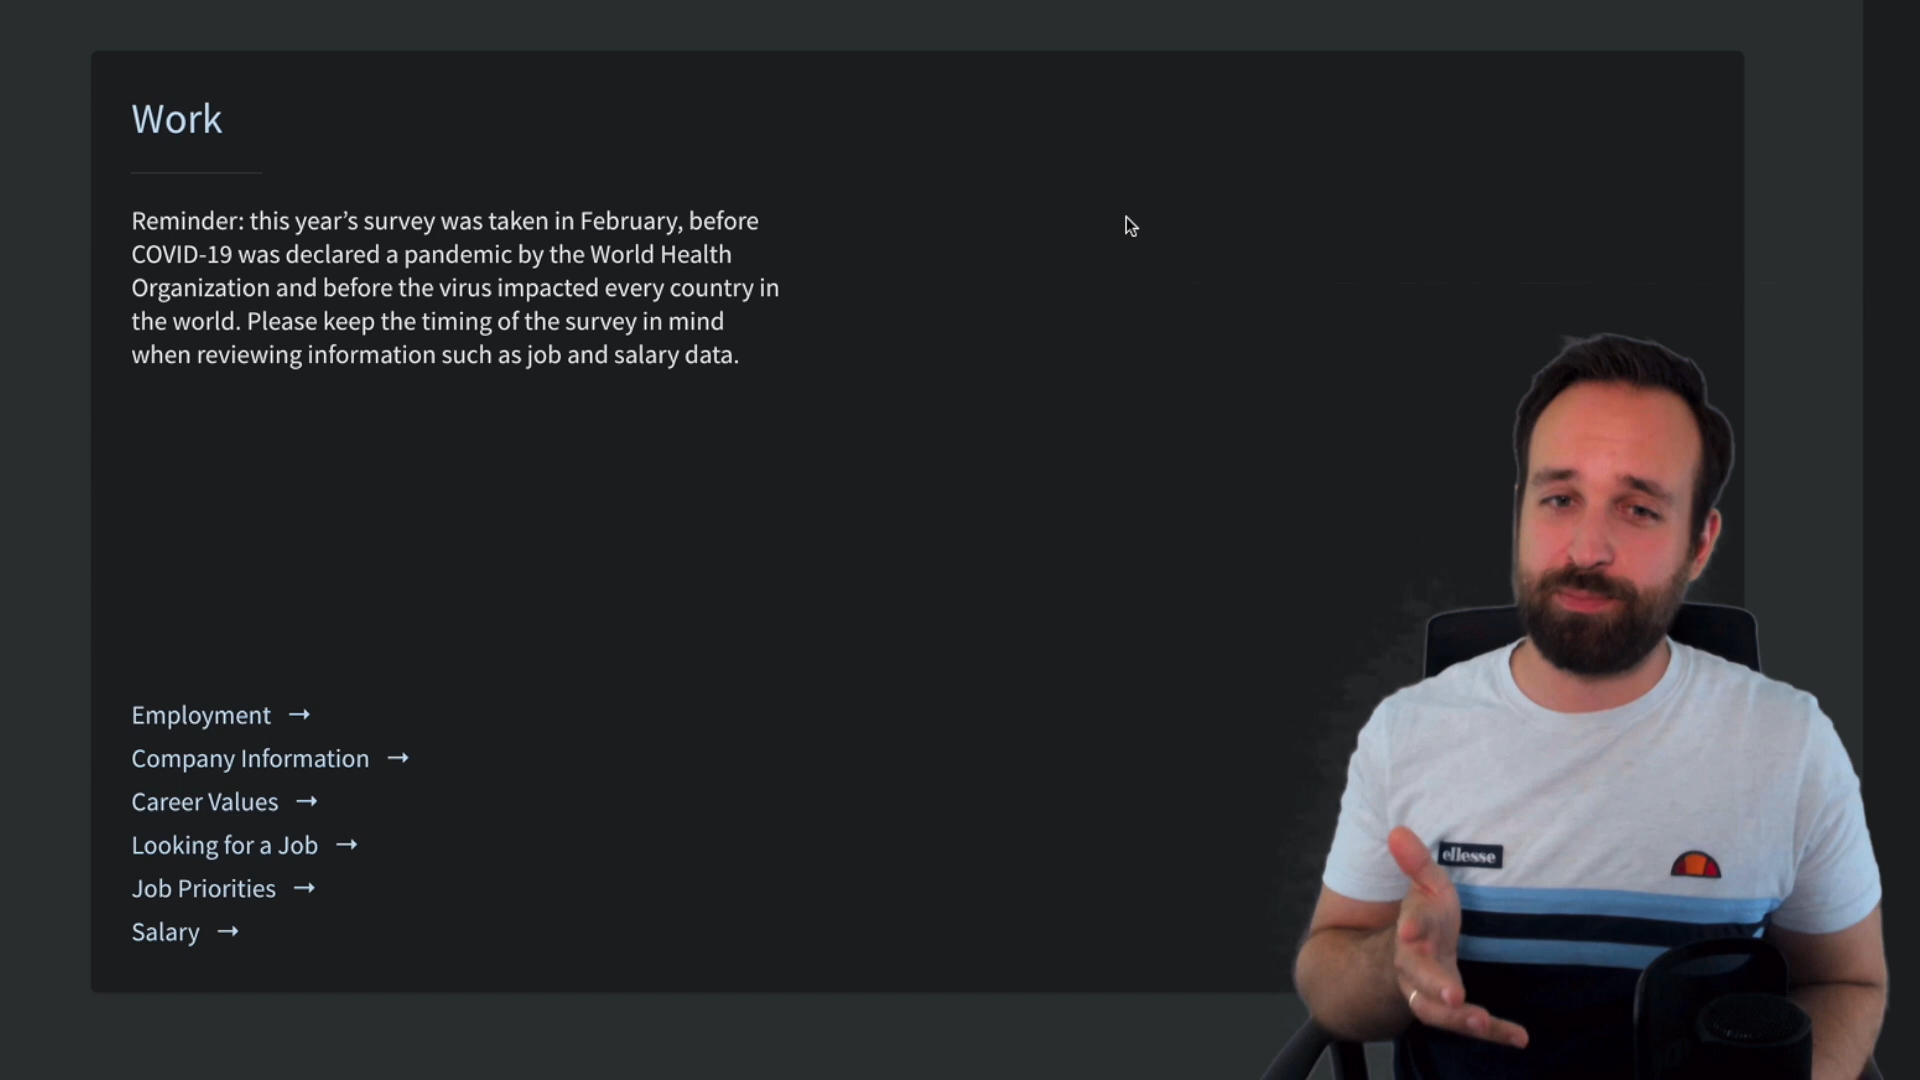 Work
Reminder: this year’s survey was taken in February, before
COVID-19 was declared a pandemic by the World Health
Organization and before the virus impacted every country in
the world. Please keep the timing of the survey in mind
when reviewing information such as job and salary data.
Employment →
Company Information →
Career Values →
Looking for a Job →
Job Priorities →
Salary →
ellesse